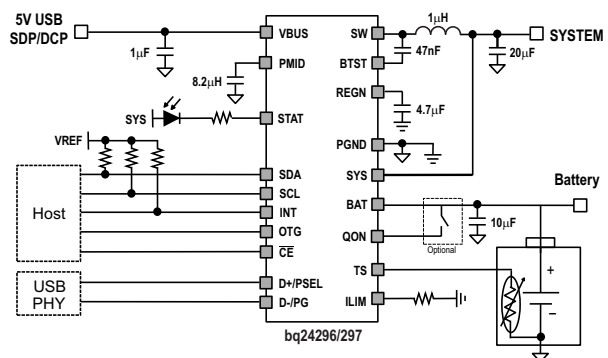 5V USB
SDP/DCP
1μF
VBUS
SW
1μH
SYSTEM
47nF
20μF
PMID
BTST
8.2μH
REGN
4.7μF
SYS
STAT
VREF
PGND
Host
SDA
SYS
SCL
INT
BAT
Battery
OTG
QON
Optional
10μF
CE
USB
PHY
D+/PSEL
TS
D-/PG
ILIM
+
–
bq24296/297